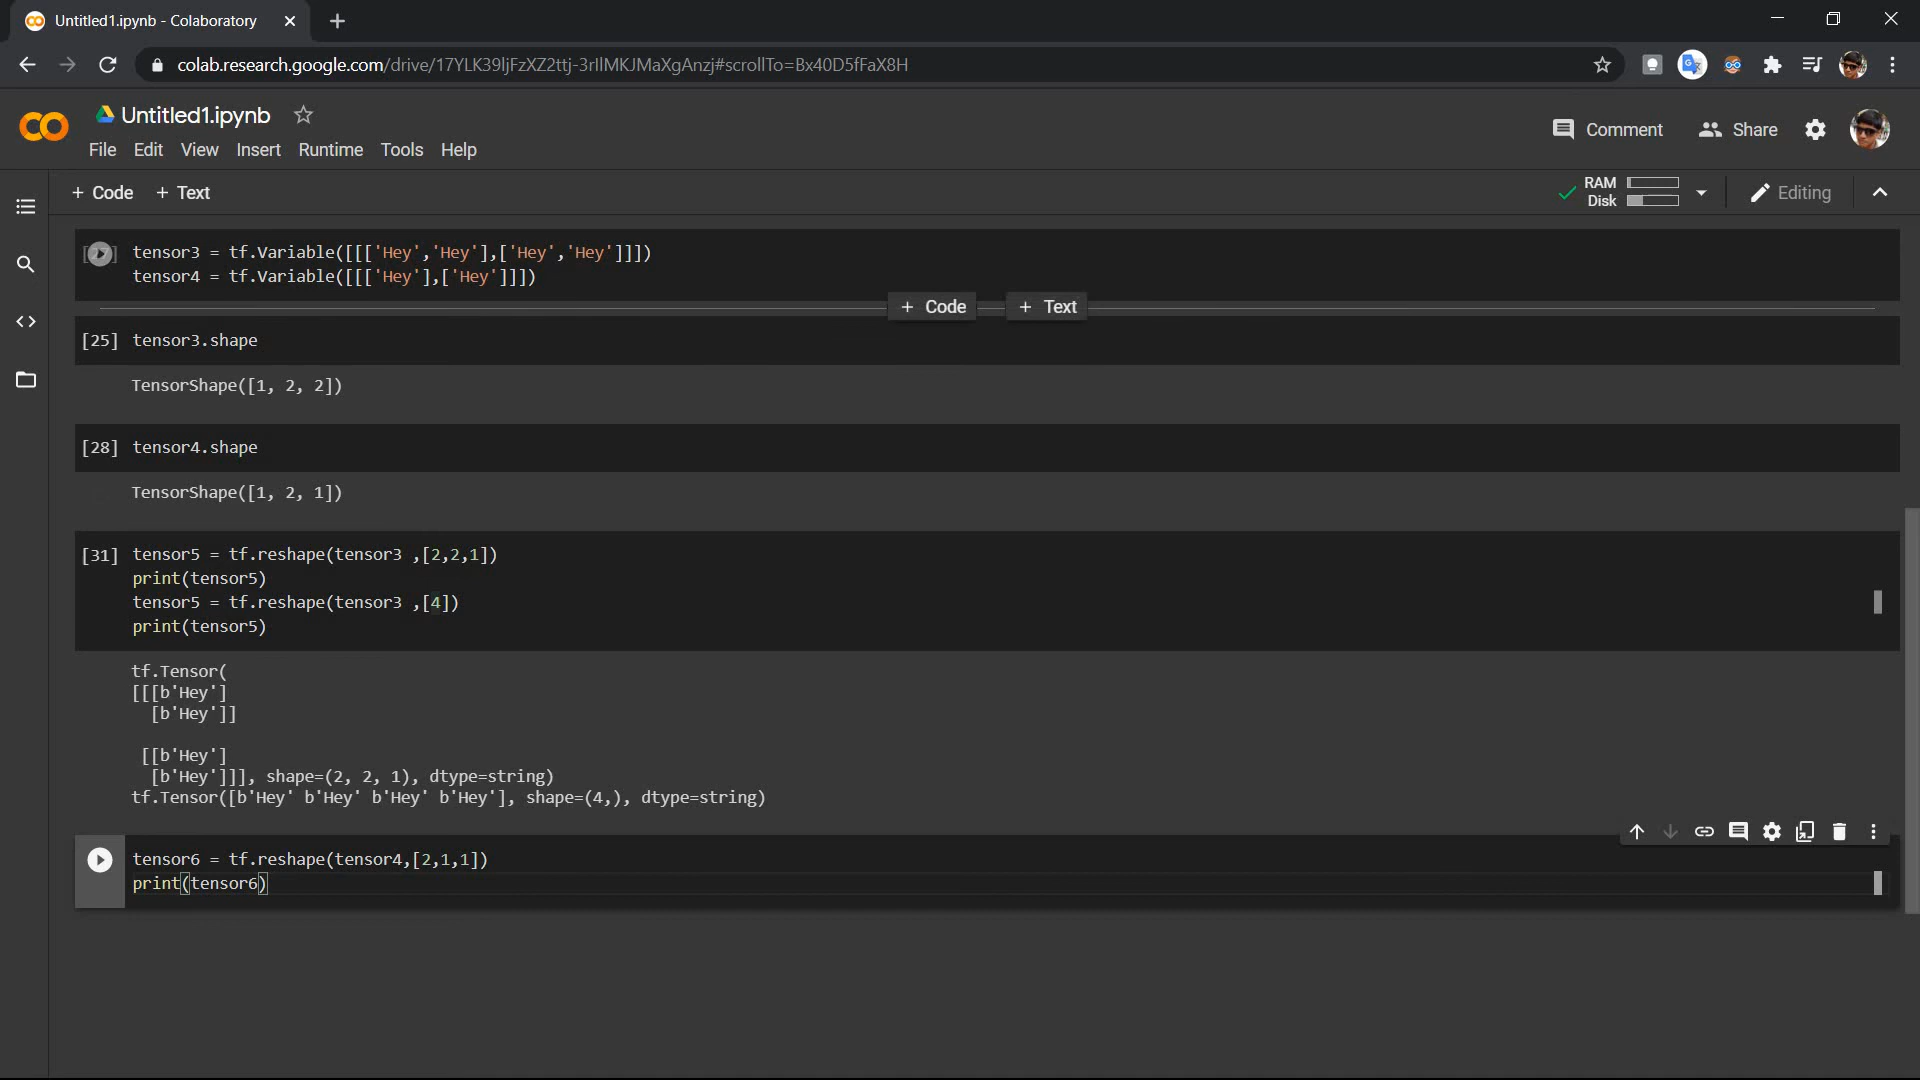 Untitled1.ipynb - Colaboratory
colab.research.google.com/drive/17YLK39ljFzXZ2ttj-3rIlMKJMaXgAnzj#scrollTo=Bx40D5fFaX8H
Untitled1.ipynb
File Edit View Insert Runtime Tools Help
Comment
Share
+ Code + Text
RAM
Disk
Editing
[27] tensor3 = tf.Variable([[['Hey','Hey'],['Hey','Hey']]])
tensor4 = tf.Variable([[['Hey'],['Hey']]])
+ Code + Text
[25] tensor3.shape
TensorShape([1, 2, 2])
[28] tensor4.shape
TensorShape([1, 2, 1])
[31] tensor5 = tf.reshape(tensor3 ,[2,2,1])
print(tensor5)
tensor5 = tf.reshape(tensor3 ,[4])
print(tensor5)
tf.Tensor(
[[[b'Hey']
[b'Hey']]
[[b'Hey']
[b'Hey']]], shape=(2, 2, 1), dtype=string)
tf.Tensor([b'Hey' b'Hey' b'Hey' b'Hey'], shape=(4,), dtype=string)
tensor6 = tf.reshape(tensor4,[2,1,1])
print(tensor6)